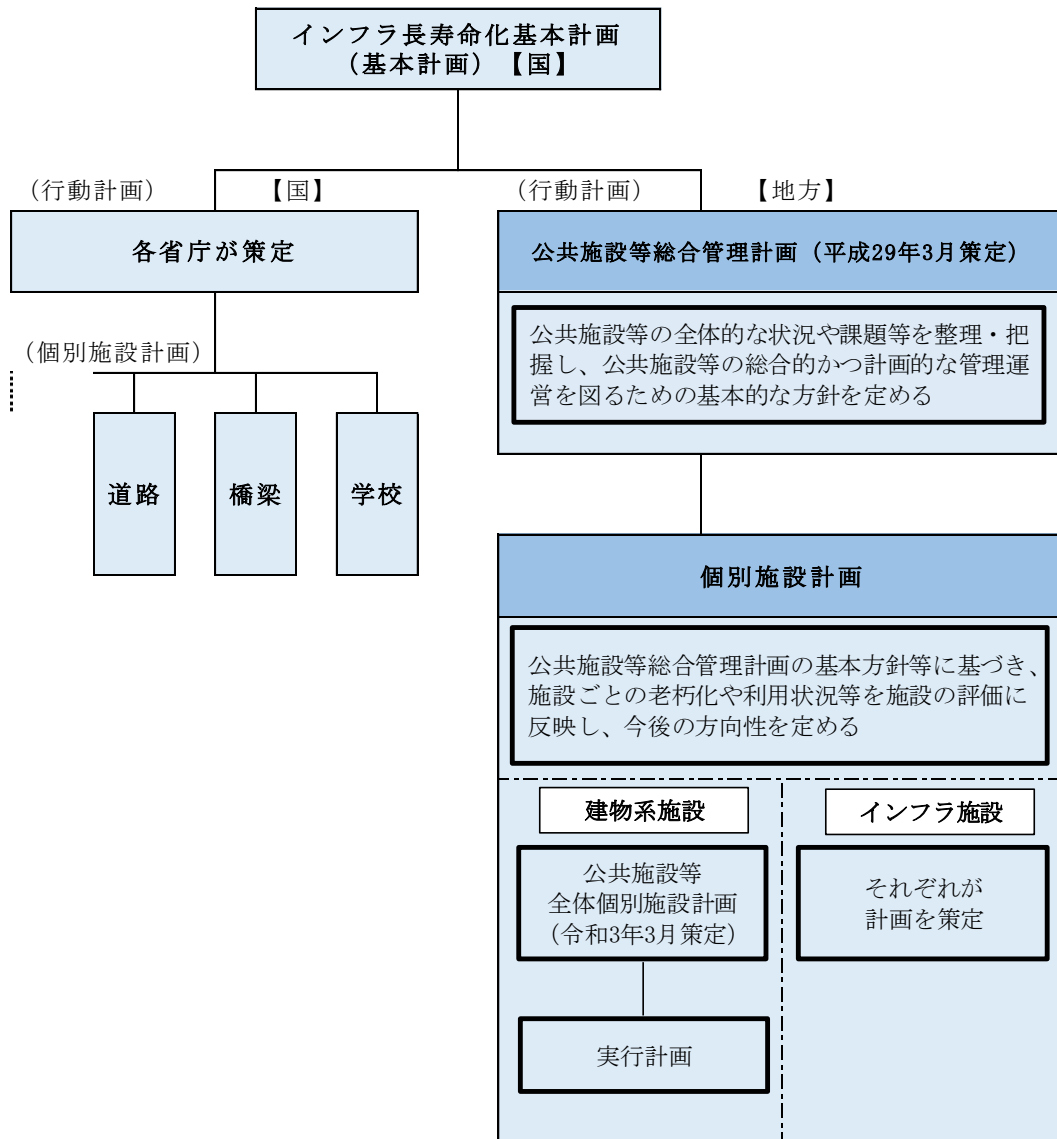 インフラ長寿命化基本計画
（基本計画）【国】
（行動計画）
【国】
各省庁が策定
（個別施設計画）
道路
橋梁
学校
（行動計画）
【地方】
公共施設等総合管理計画（平成29年3月策定）
公共施設等の全体的な状況や課題等を整理・把
握し、公共施設等の総合的かつ計画的な管理運
営を図るための基本的な方針を定める
個別施設計画
公共施設等総合管理計画の基本方針等に基づき、
施設ごとの老朽化や利用状況等を施設の評価に
反映し、今後の方向性を定める
建物系施設
公共施設等
全体個別施設計画
（令和3年3月策定）
実行計画
インフラ施設
それぞれが
計画を策定